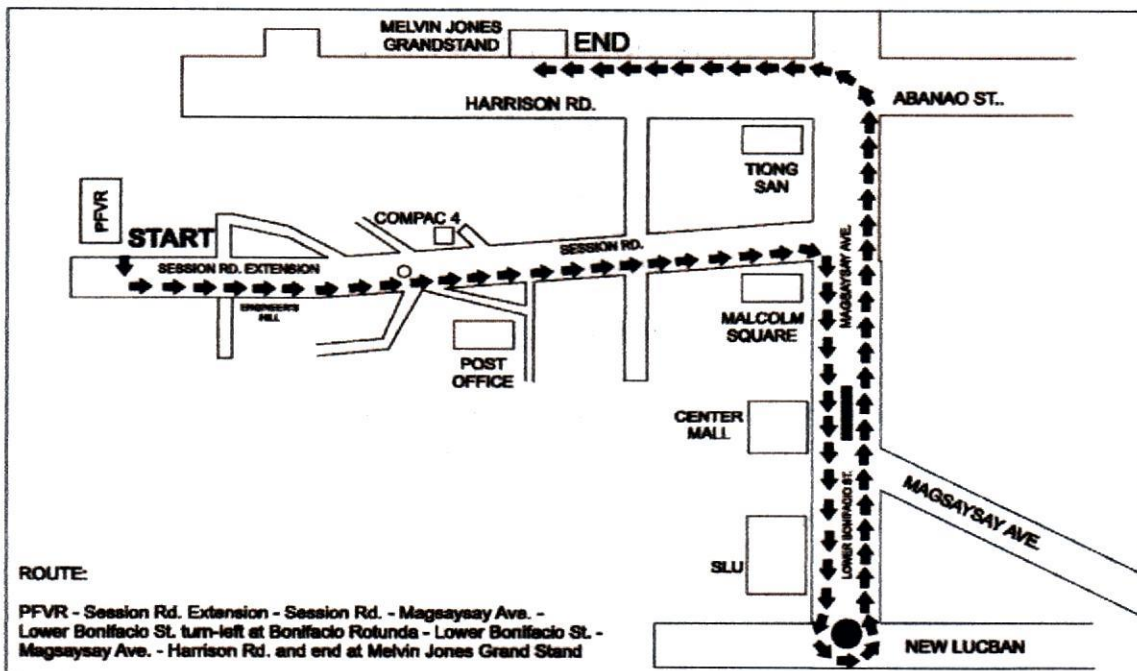 MELVIN JONES
GRANDSTAND
END
HARRISON RD.
ABANAO ST..
TIONG
SAN
PFVR
START
COMPAC 4
SESSION RD.
SESSION RD. EXTENSION
ENGINEER'S
HILL
POST
OFFICE
MALCOLM
SQUARE
MAGSAYSAY AVE.
CENTER
MALL
MAGSAYSAY AVE.
LOWER BONIFACIO ST.
SLU
NEW LUCBAN
ROUTE:
PFVR - Session Rd. Extension - Session Rd. - Magsaysay Ave. -
Lower Bonifacio St. turn-left at Bonifacio Rotunda - Lower Bonifacio St. -
Magsaysay Ave. - Harrison Rd. and end at Melvin Jones Grand Stand